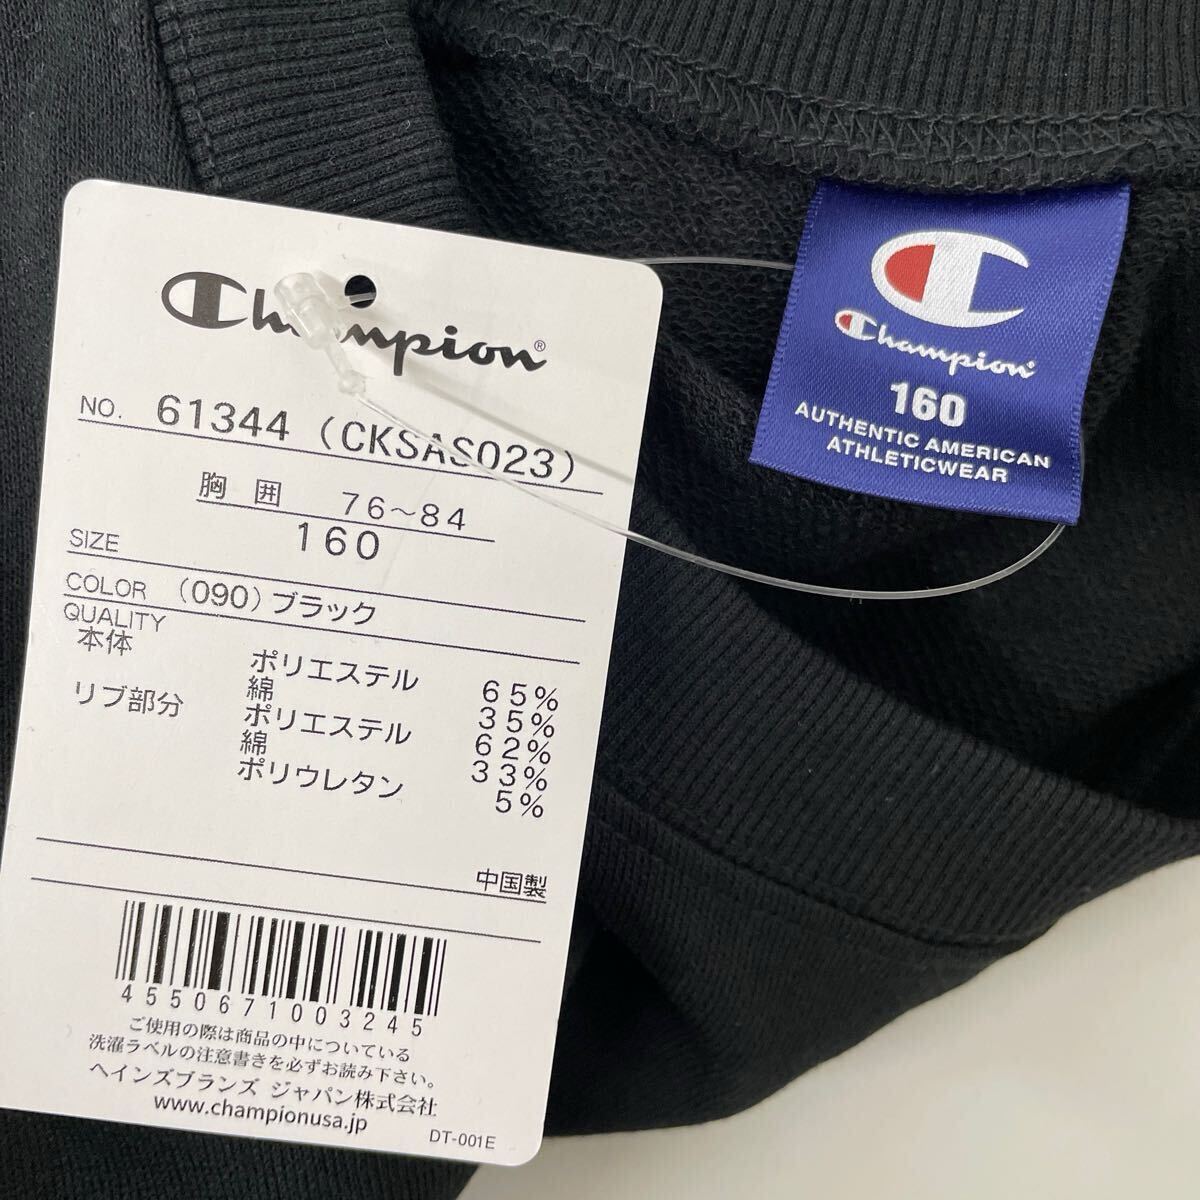 Champion®
NO. 61344 (CKSAS023)
胸囲 76～84
SIZE 160
COLOR (090) ブラック
QUALITY
本体 ポリエステル 65%
綿 35%
リブ部分 ポリエステル 62%
綿 33%
ポリウレタン 5%
中国製
4550671003245
ご使用の際は商品の中についている
洗濯ラベルの注意書きを必ずお読み下さい。
ヘインズブランズ ジャパン株式会社
www.championusa.jp
DT-001E
Champion
160
AUTHENTIC AMERICAN
ATHLETICWEAR